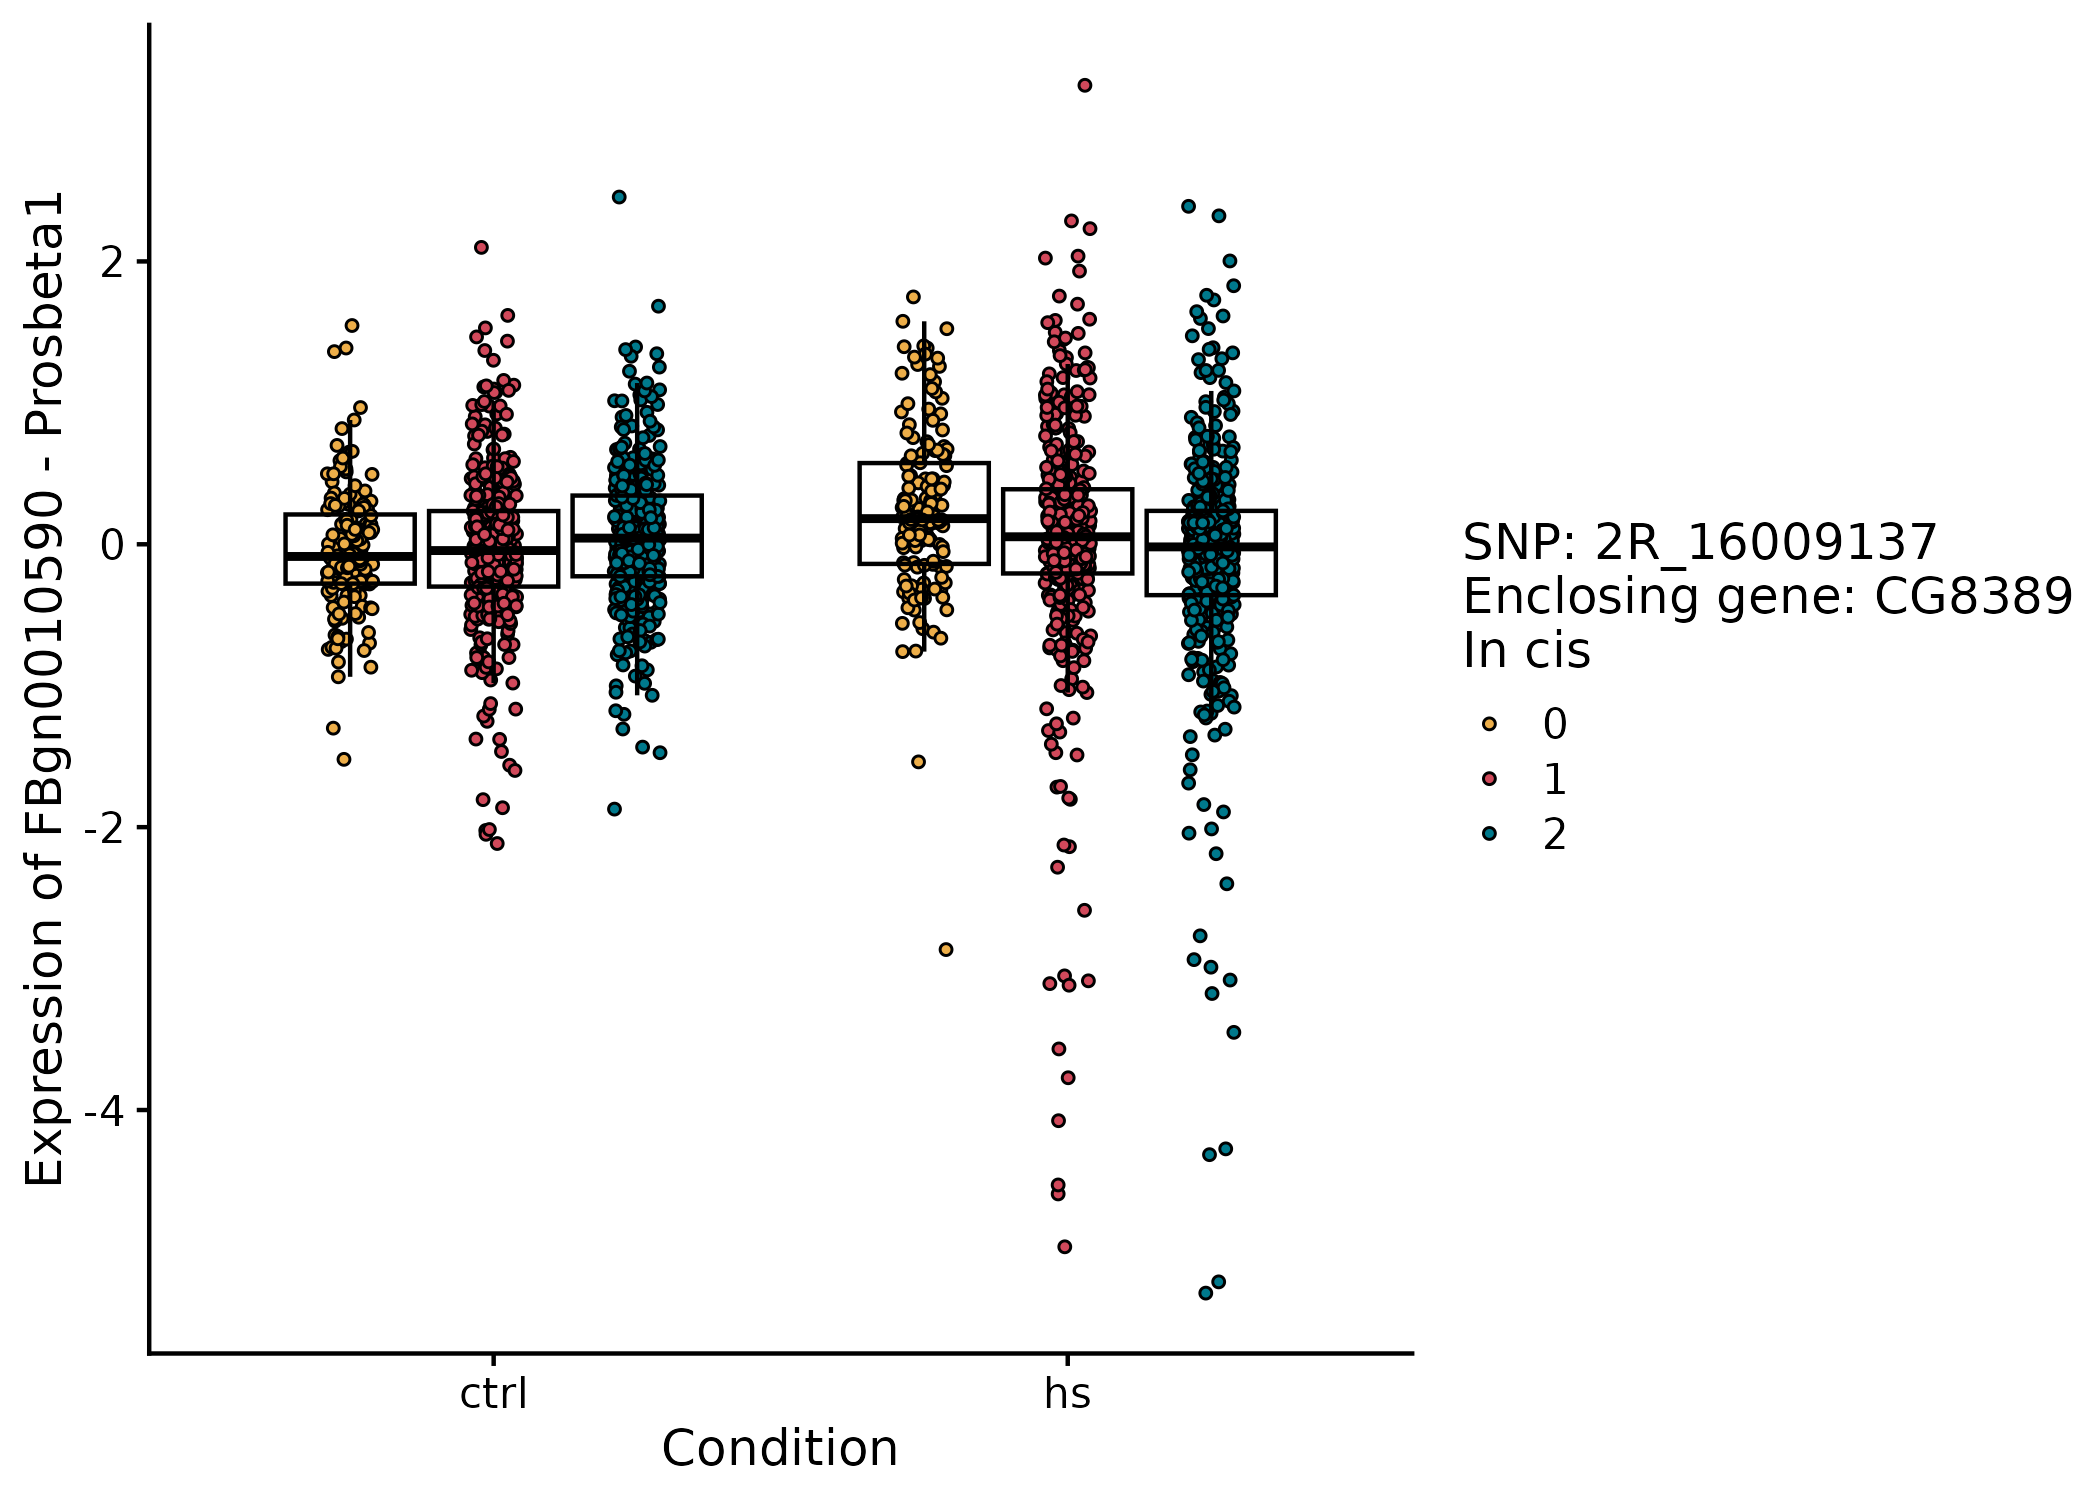 Expression of FBgn0010590 - Prosbeta1
2
0
-2
-4
ctrl
hs
Condition
SNP: 2R_16009137
Enclosing gene: CG8389
In cis
0
1
2